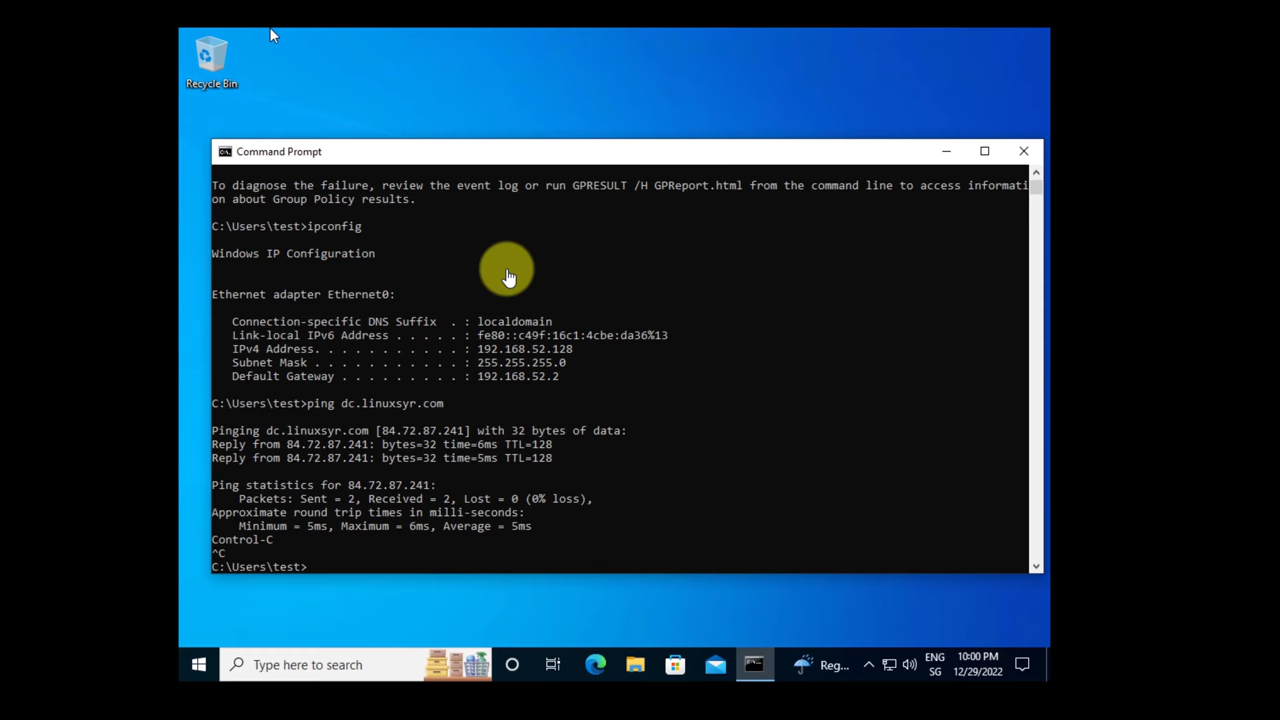 Recycle Bin
Command Prompt
To diagnose the failure, review the event log or run GPRESULT /H GPReport.html from the command line to access informati
on about Group Policy results.
C:\Users\test>ipconfig
Windows IP Configuration
Ethernet adapter Ethernet0:
Connection-specific DNS Suffix . : localdomain
Link-local IPv6 Address . . . . . : fe80::c49f:16c1:4cbe:da36%13
IPv4 Address. . . . . . . . . . . : 192.168.52.128
Subnet Mask . . . . . . . . . . . : 255.255.255.0
Default Gateway . . . . . . . . . : 192.168.52.2
C:\Users\test>ping dc.linuxsyr.com
Pinging dc.linuxsyr.com [84.72.87.241] with 32 bytes of data:
Reply from 84.72.87.241: bytes=32 time=6ms TTL=128
Reply from 84.72.87.241: bytes=32 time=5ms TTL=128
Ping statistics for 84.72.87.241:
Packets: Sent = 2, Received = 2, Lost = 0 (0% loss),
Approximate round trip times in milli-seconds:
Minimum = 5ms, Maximum = 6ms, Average = 5ms
Control-C
^C
C:\Users\test>
Type here to search
Reg...
ENG
SG
10:00 PM
12/29/2022